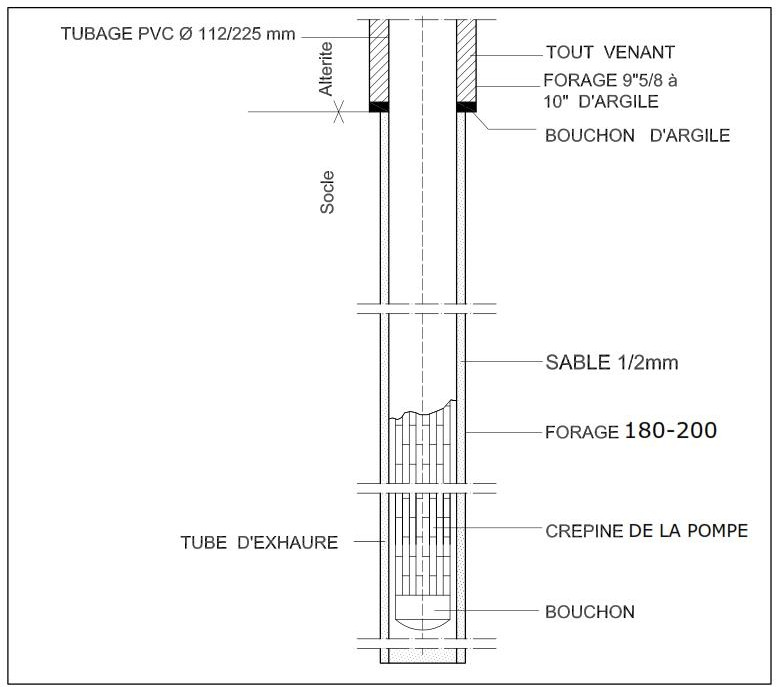 TUBAGE PVC Ø 112/225 mm
Alterite
TOUT VENANT
FORAGE 9"5/8 à
10" D'ARGILE
BOUCHON D'ARGILE
Socle
SABLE 1/2mm
FORAGE 180-200
CREPINE DE LA POMPE
TUBE D'EXHAURE
BOUCHON